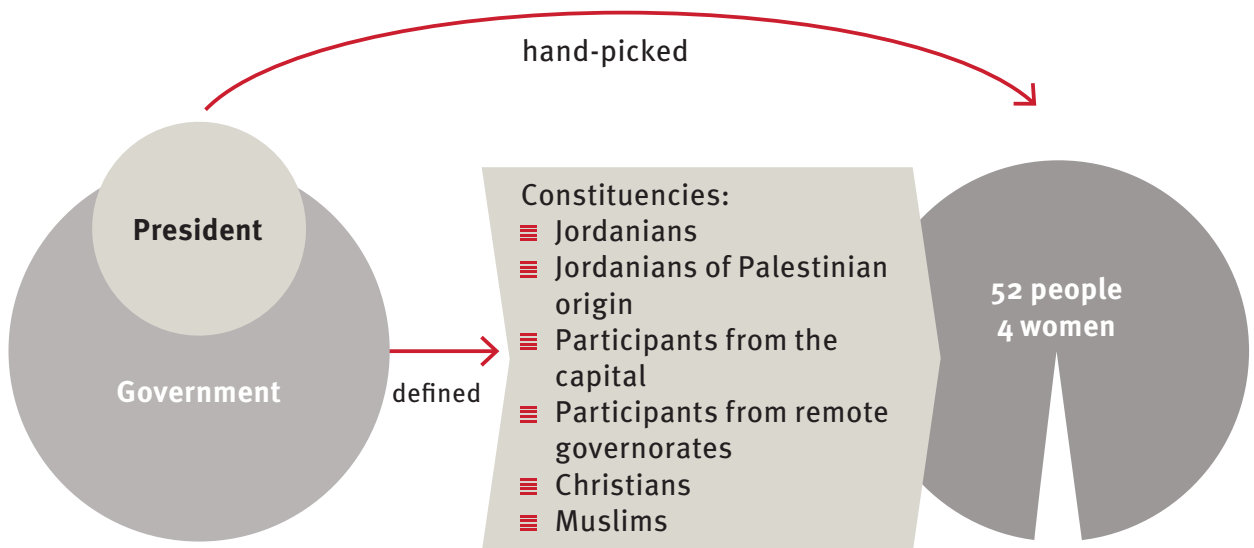 hand-picked
President
Government
defined
Constituencies:
Jordanians
Jordanians of Palestinian
origin
Participants from the
capital
Participants from remote
governorates
Christians
Muslims
52 people
4 women